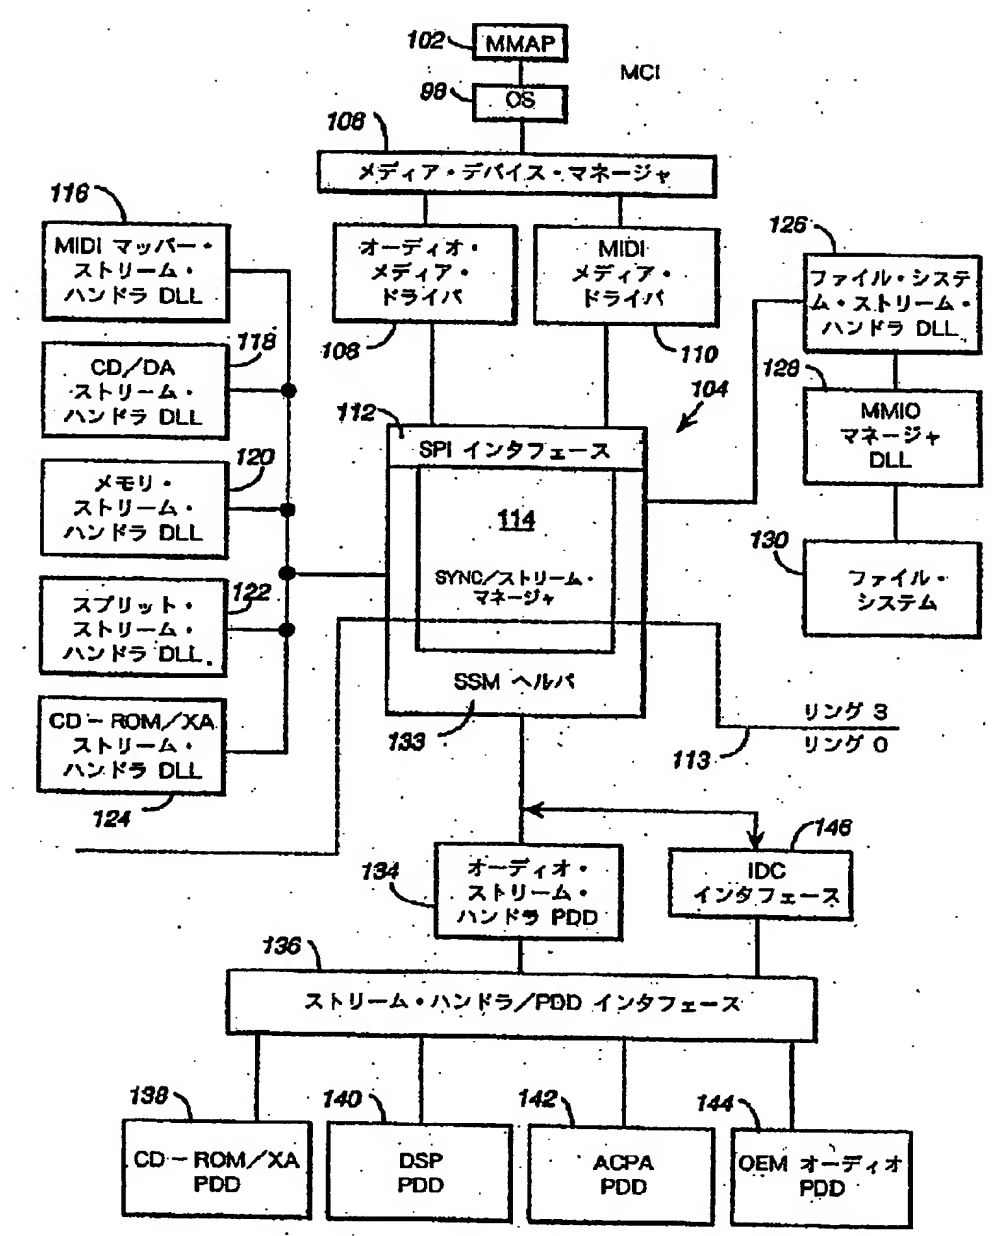 102
MMAP
MCI
98
OS
106
メディア・デバイス・マネージャ
116
MIDI マッパー・
ストリーム・
ハンドラ DLL
オーディオ・
メディア・
ドライバ
108
MIDI
メディア・
ドライバ
110
126
ファイル・システ
ム・ストリーム・
ハンドラ DLL
118
CD/DA
ストリーム・
ハンドラ DLL
128
MMIO
マネージャ
DLL
104
112
SPI インタフェース
120
メモリ・
ストリーム・
ハンドラ DLL
114
SYNC/ストリーム・
マネージャ
130
ファイル・
システム
122
スプリット・
ストリーム・
ハンドラ DLL
SSM ヘルパ
133
CD-ROM/XA
ストリーム・
ハンドラ DLL
124
リング 3
リング 0
113
134
オーディオ・
ストリーム・
ハンドラ PDD
146
IDC
インタフェース
136
ストリーム・ハンドラ/PDD インタフェース
138
CD-ROM/XA
PDD
140
DSP
PDD
142
ACPA
PDD
144
OEM オーディオ
PDD